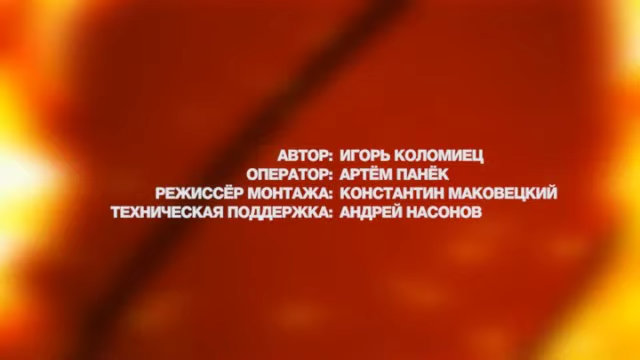 АВТОР: ИГОРЬ КОЛОМИЕЦ
ОПЕРАТОР: АРТЁМ ПАНЁК
РЕЖИССЁР МОНТАЖА: КОНСТАНТИН МАКОВЕЦКИЙ
ТЕХНИЧЕСКАЯ ПОДДЕРЖКА: АНДРЕЙ НАСОНОВ